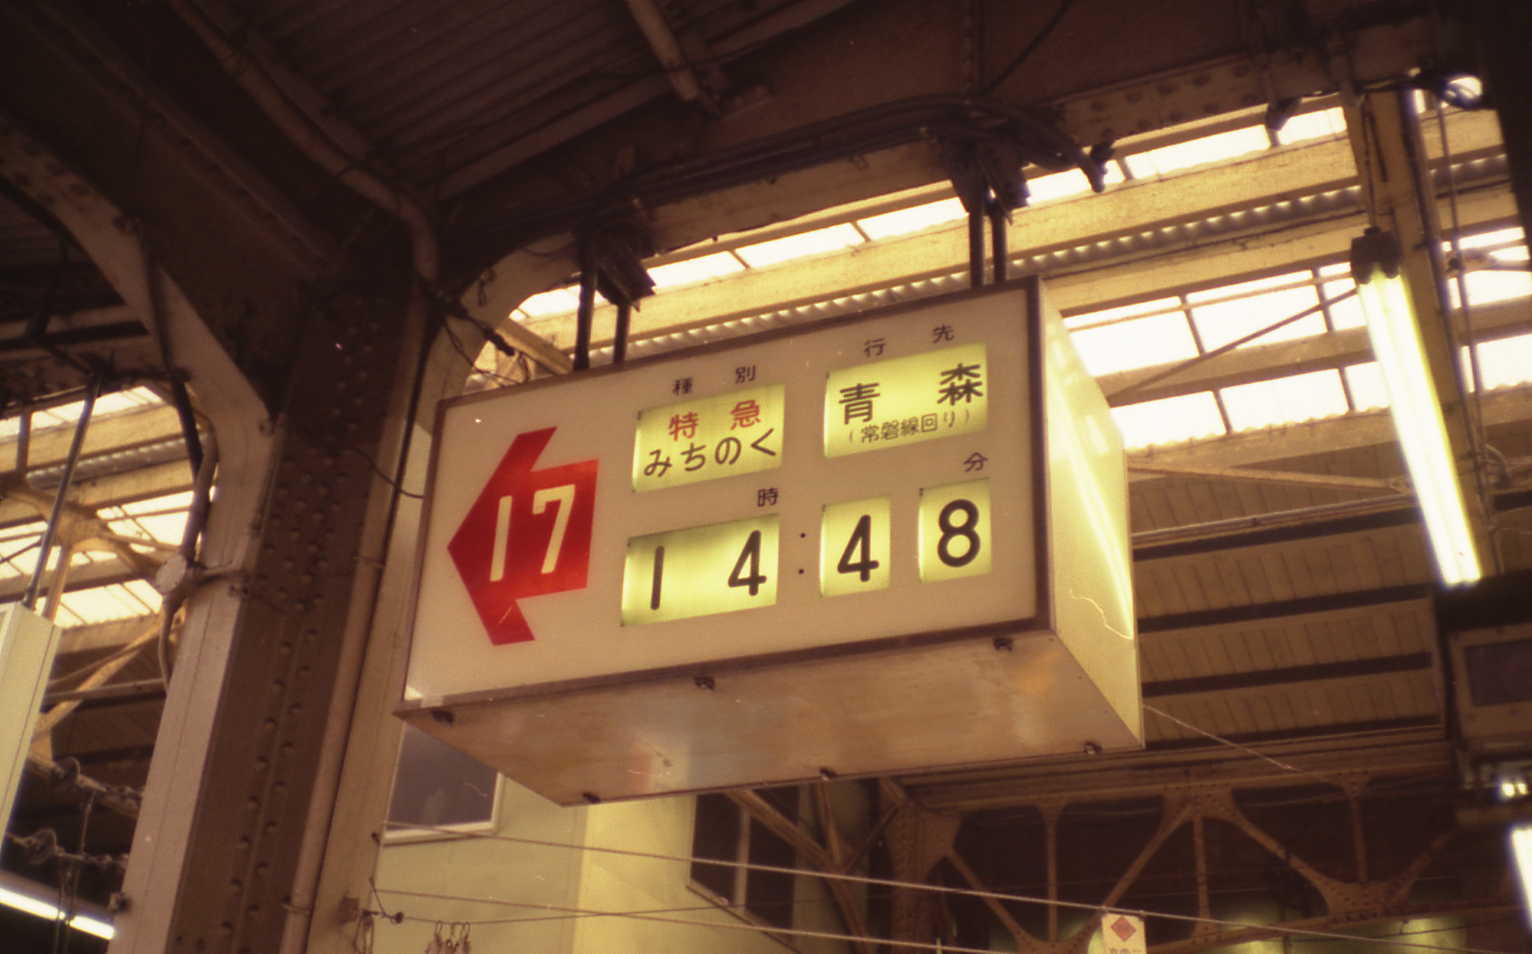 17
種別
特急
みちのく
行先
青森
(常磐線回り)
時 分
14:48